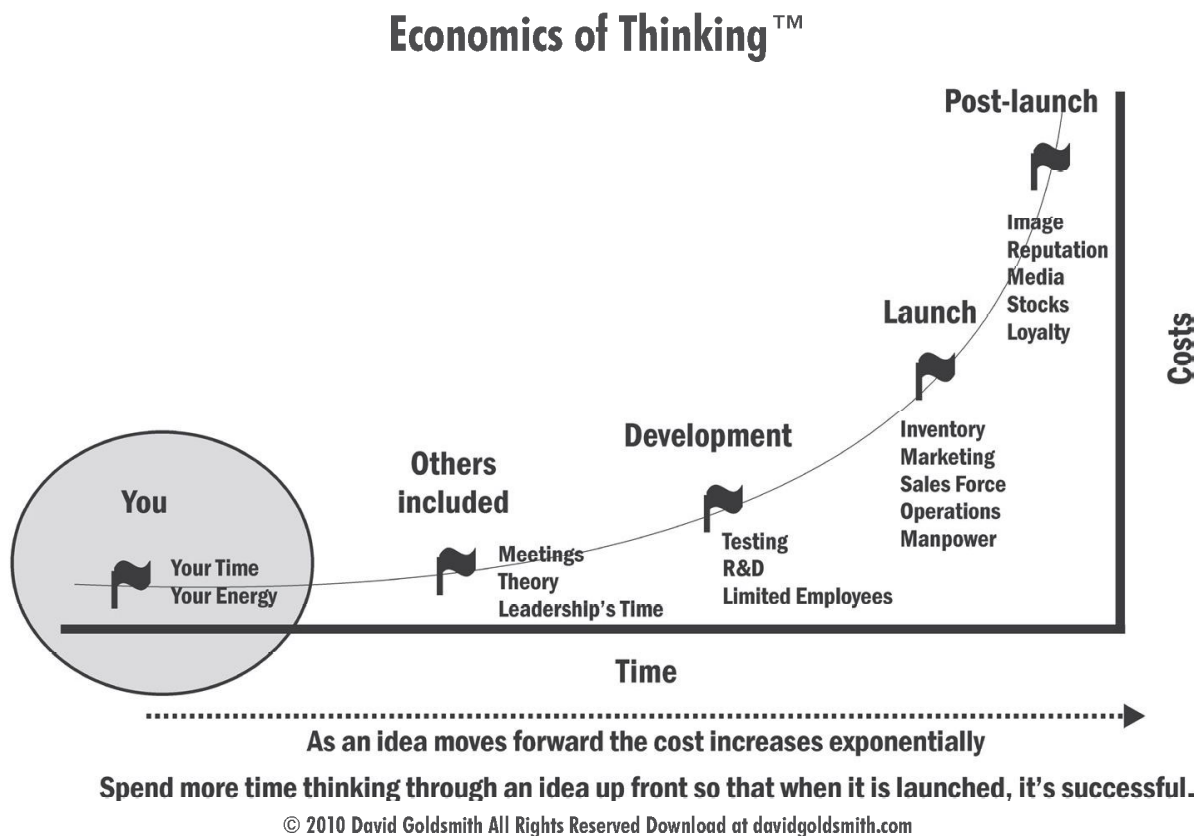 Economics of Thinking™
Post-launch
Image
Reputation
Media
Stocks
Loyalty
Launch
Inventory
Marketing
Sales Force
Operations
Manpower
Development
Testing
R&D
Limited Employees
Others
included
Meetings
Theory
Leadership's Time
You
Your Time
Your Energy
Costs
Time
As an idea moves forward the cost increases exponentially
Spend more time thinking through an idea up front so that when it is launched, it's successful.
© 2010 David Goldsmith All Rights Reserved Download at davidgoldsmith.com